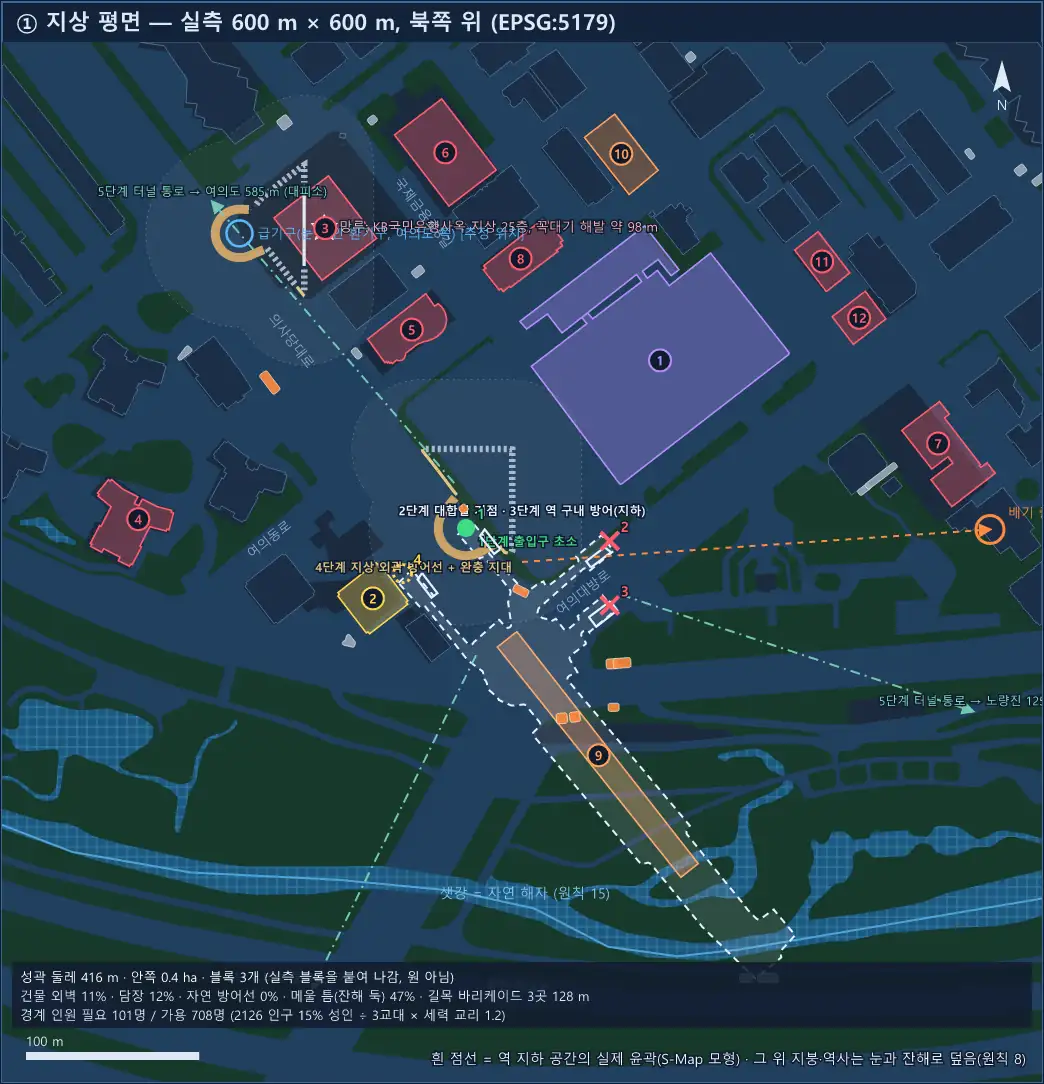 ① 지상 평면 — 실측 600 m × 600 m, 북쪽 위 (EPSG:5179)
N
6
10
국제금융
5단계 터널 통로 → 여의도 585 m (대피소)
3
KB국민은행사옥 지상 25층, 꼭대기 해발 약 98 m
급기구
8
11
12
5
의사당대로
1
7
4
2단계 대합실 거점 · 3단계 역 구내 방어(지하)
1
배기
2
1단계 출입구 초소
여의동로
4
4단계 지상 외곽 방어선 + 완충 지대
2
여의대방로
3
5단계 터널 통로 → 노량진 125
9
샛강 = 자연 해자 (원칙 15)
성곽 둘레 416 m · 안쪽 0.4 ha · 블록 3개 (실측 블록을 붙여 나감, 원 아님)
건물 외벽 11% · 담장 12% · 자연 방어선 0% · 메울 틈(잔해 둑) 47% · 길목 바리케이드 3곳 128 m
경계 인원 필요 101명 / 가용 708명 (2126 인구 15% 성인 ÷ 3교대 × 세력 교리 1.2)
100 m
흰 점선 = 역 지하 공간의 실제 윤곽(S-Map 모형) · 그 위 지붕·역사는 눈과 잔해로 덮음(원칙 8)